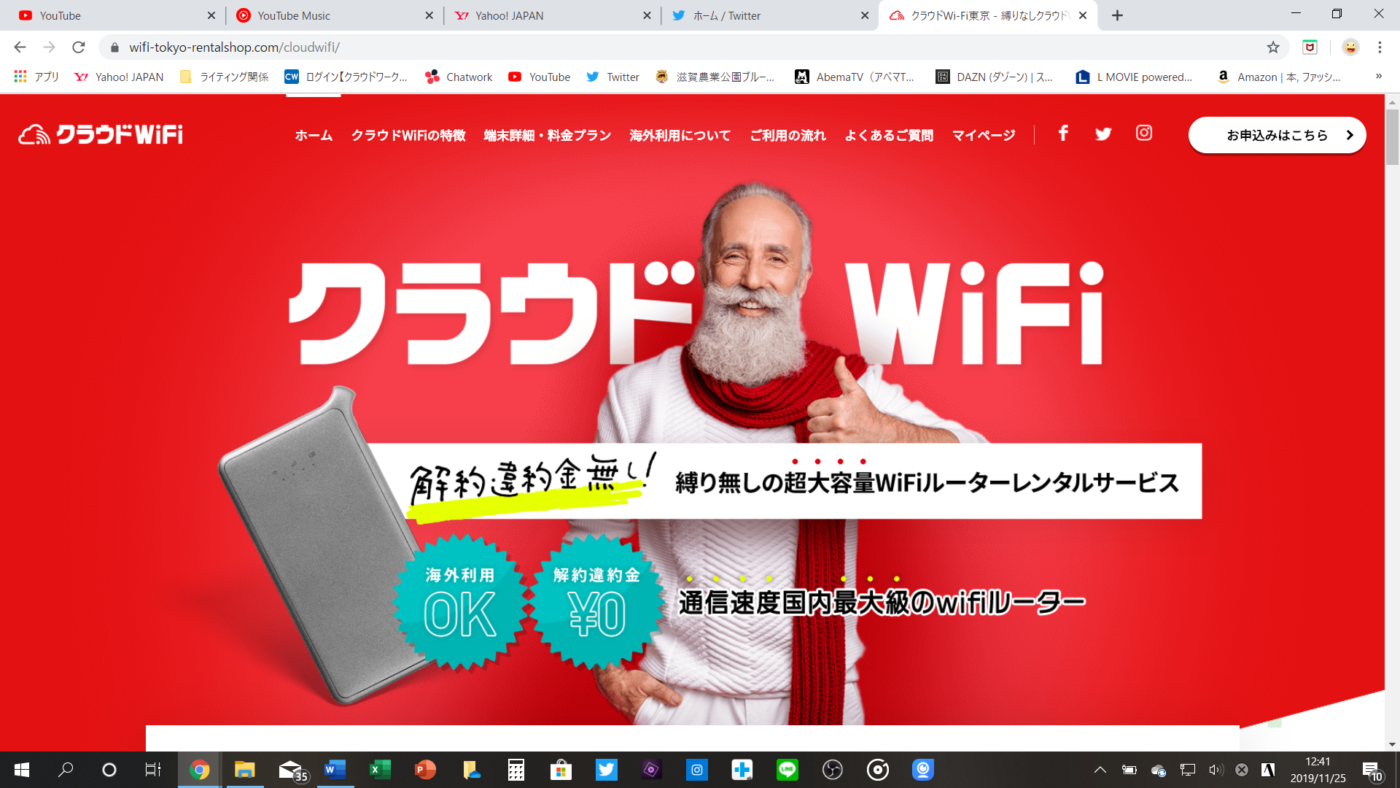 YouTube
YouTube Music
Yahoo! JAPAN
ホーム / Twitter
クラウドWi-Fi東京 - 縛りなしクラウド
wifi-tokyo-rentalshop.com/cloudwifi/
アプリ
Yahoo! JAPAN
ライティング関係
CW
ログイン【クラウドワーク...
Chatwork
YouTube
Twitter
滋賀農業公園ブルー...
AbemaTV（アベマT...
DAZN (ダゾーン) | ス...
L MOVIE powered...
Amazon | 本, ファッシ...
»
クラウドWiFi
ホーム
クラウドWiFiの特徴
端末詳細・料金プラン
海外利用について
ご利用の流れ
よくあるご質問
マイページ
お申込みはこちら
クラウド WiFi
解約違約金無し!
縛り無しの超大容量WiFiルーターレンタルサービス
海外利用
OK
解約違約金
¥0
通信速度国内最大級のwifiルーター
35
LINE
12:41
2019/11/25
10